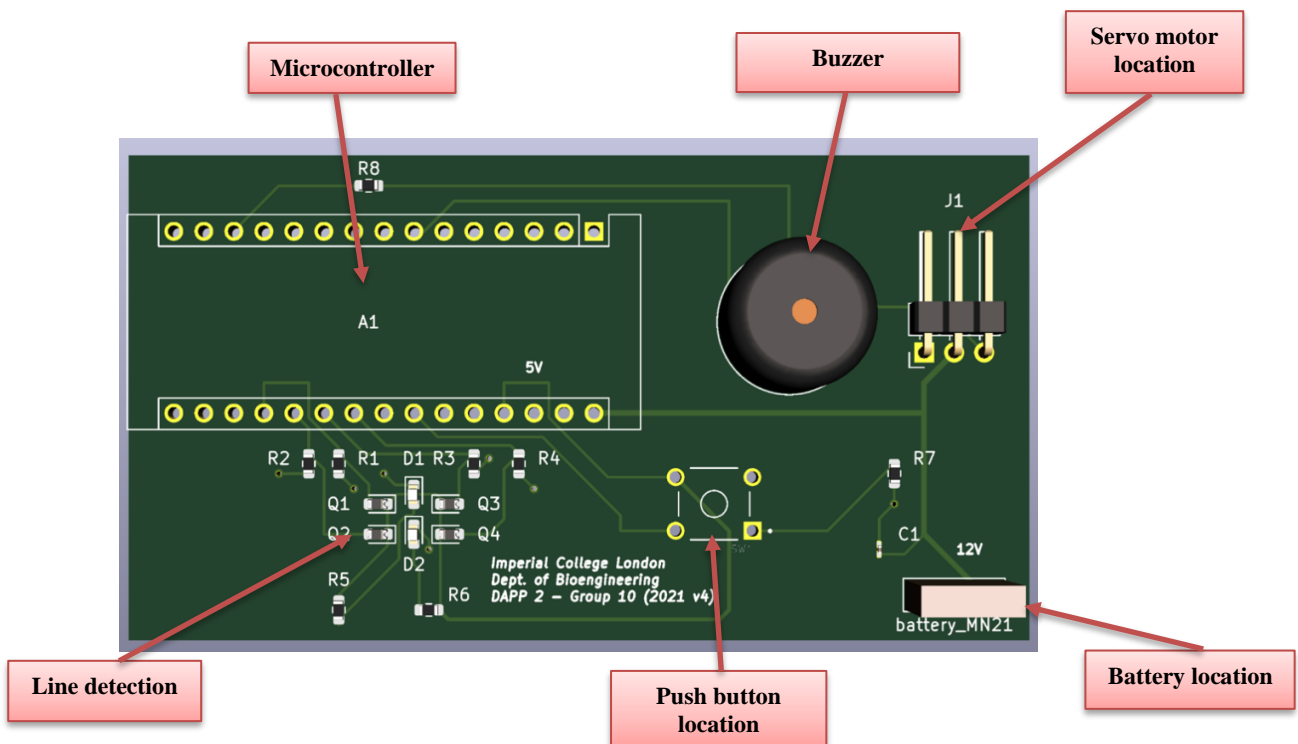 Servo motor
location
Microcontroller
Buzzer
R8
J1
A1
5V
R2
R1
D1
R3
R4
R7
Q1
Q3
Q2
Q4
C1
12V
D2
Imperial College London
Dept. of Bioengineering
DAPP 2 – Group 10 (2021 v4)
R5
R6
battery_MN21
Line detection
Push button
location
Battery location